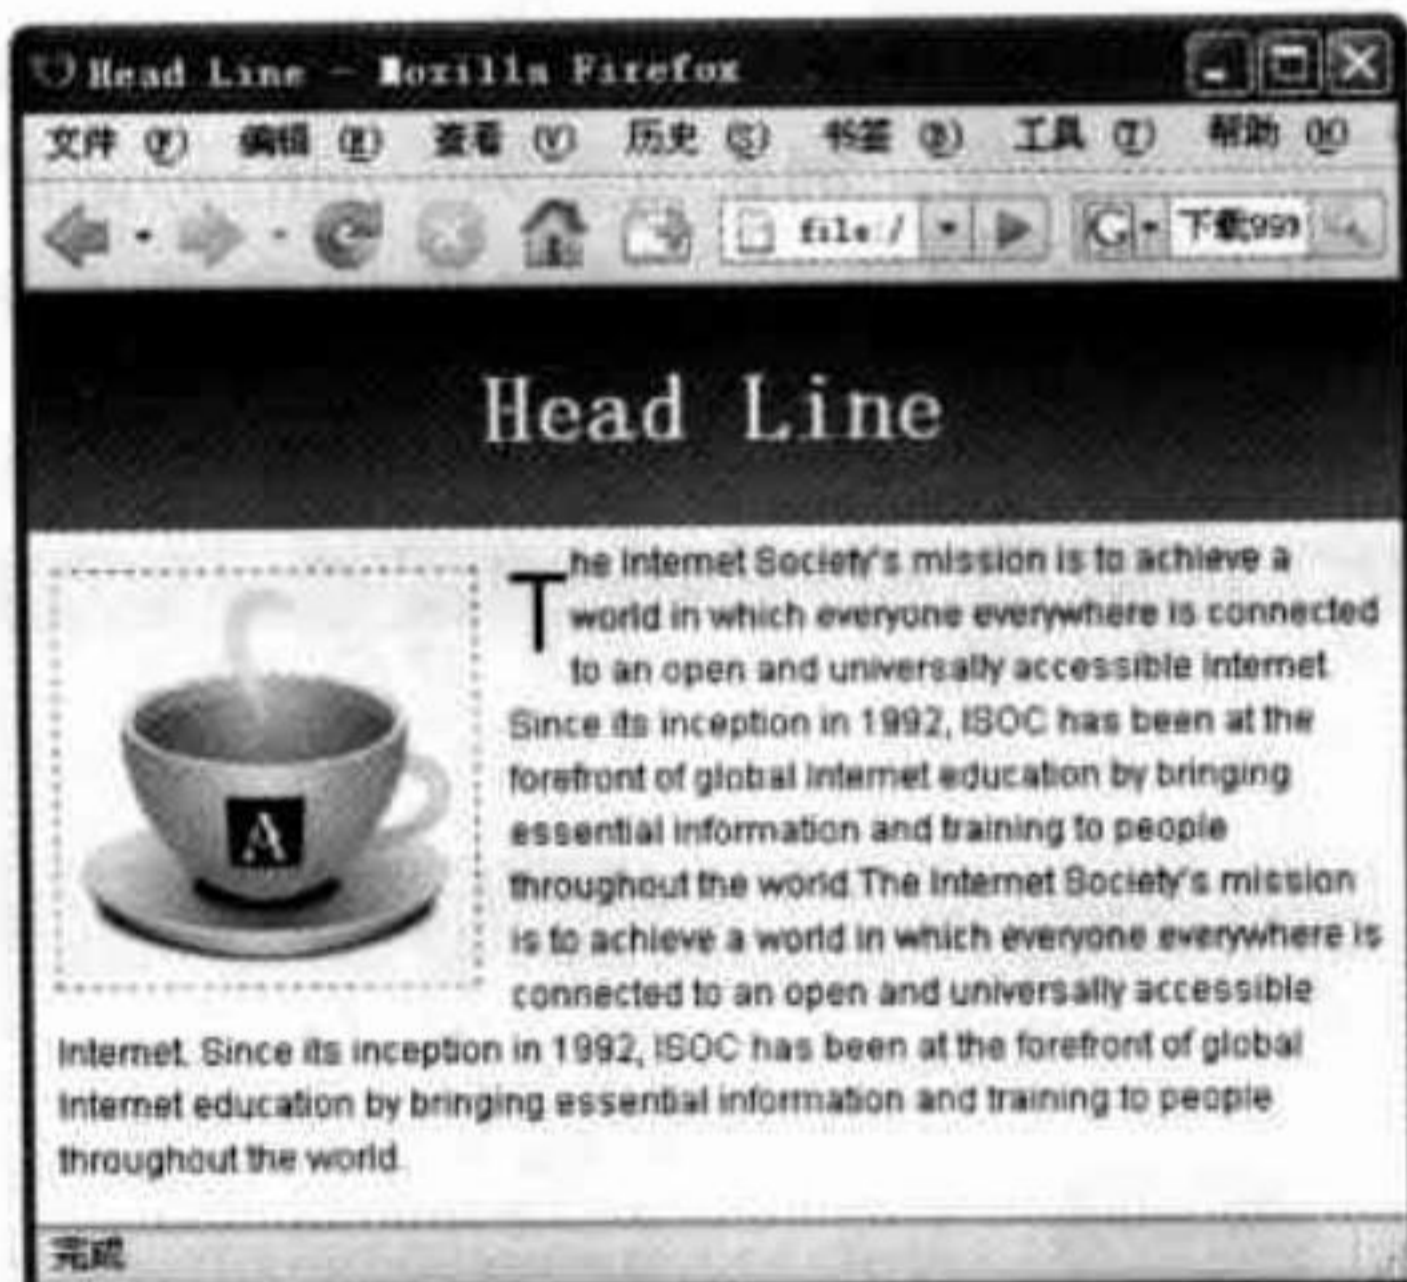 Head Line - Mozilla Firefox
文件 (F) 编辑 (E) 查看 (V) 历史 (S) 书签 (B) 工具 (T) 帮助 (H)
file:/ G 下载999
Head Line
The Internet Society's mission is to achieve a
world in which everyone everywhere is connected
to an open and universally accessible Internet.
Since its inception in 1992, ISOC has been at the
forefront of global Internet education by bringing
essential information and training to people
throughout the world.The Internet Society's mission
is to achieve a world in which everyone everywhere is
connected to an open and universally accessible
A
Internet. Since its inception in 1992, ISOC has been at the forefront of global
Internet education by bringing essential information and training to people
throughout the world.
完成